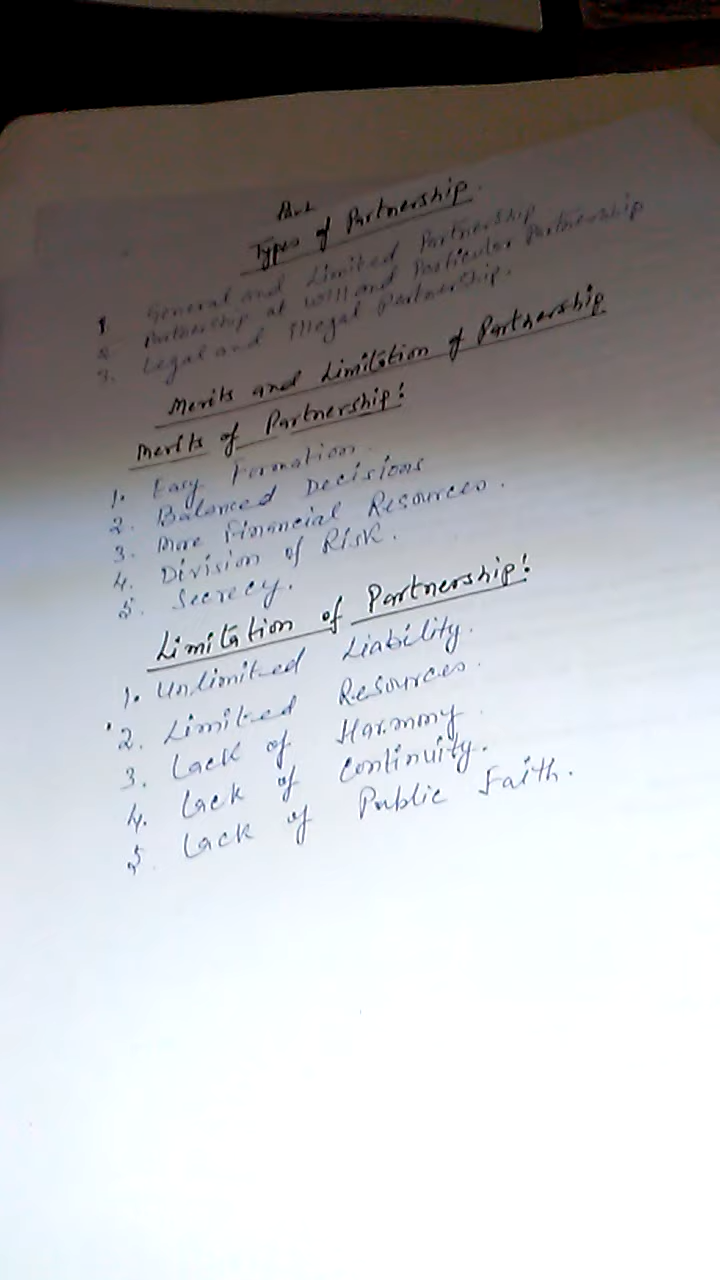 Types of Partnership.
1. General and Limited Partnership
2. Partnership at Will and Particular Partnership
3. Legal and Illegal Partnership.
Merits and Limitation of Partnership
Merits of Partnership:
1. Easy Formation.
2. Balanced Decisions
3. More Financial Resources.
4. Division of Risk.
5. Secrecy.
Limitation of Partnership:
1. Unlimited Liability.
2. Limited Resources.
3. Lack of Harmony.
4. Lack of Continuity.
5. Lack of Public Faith.